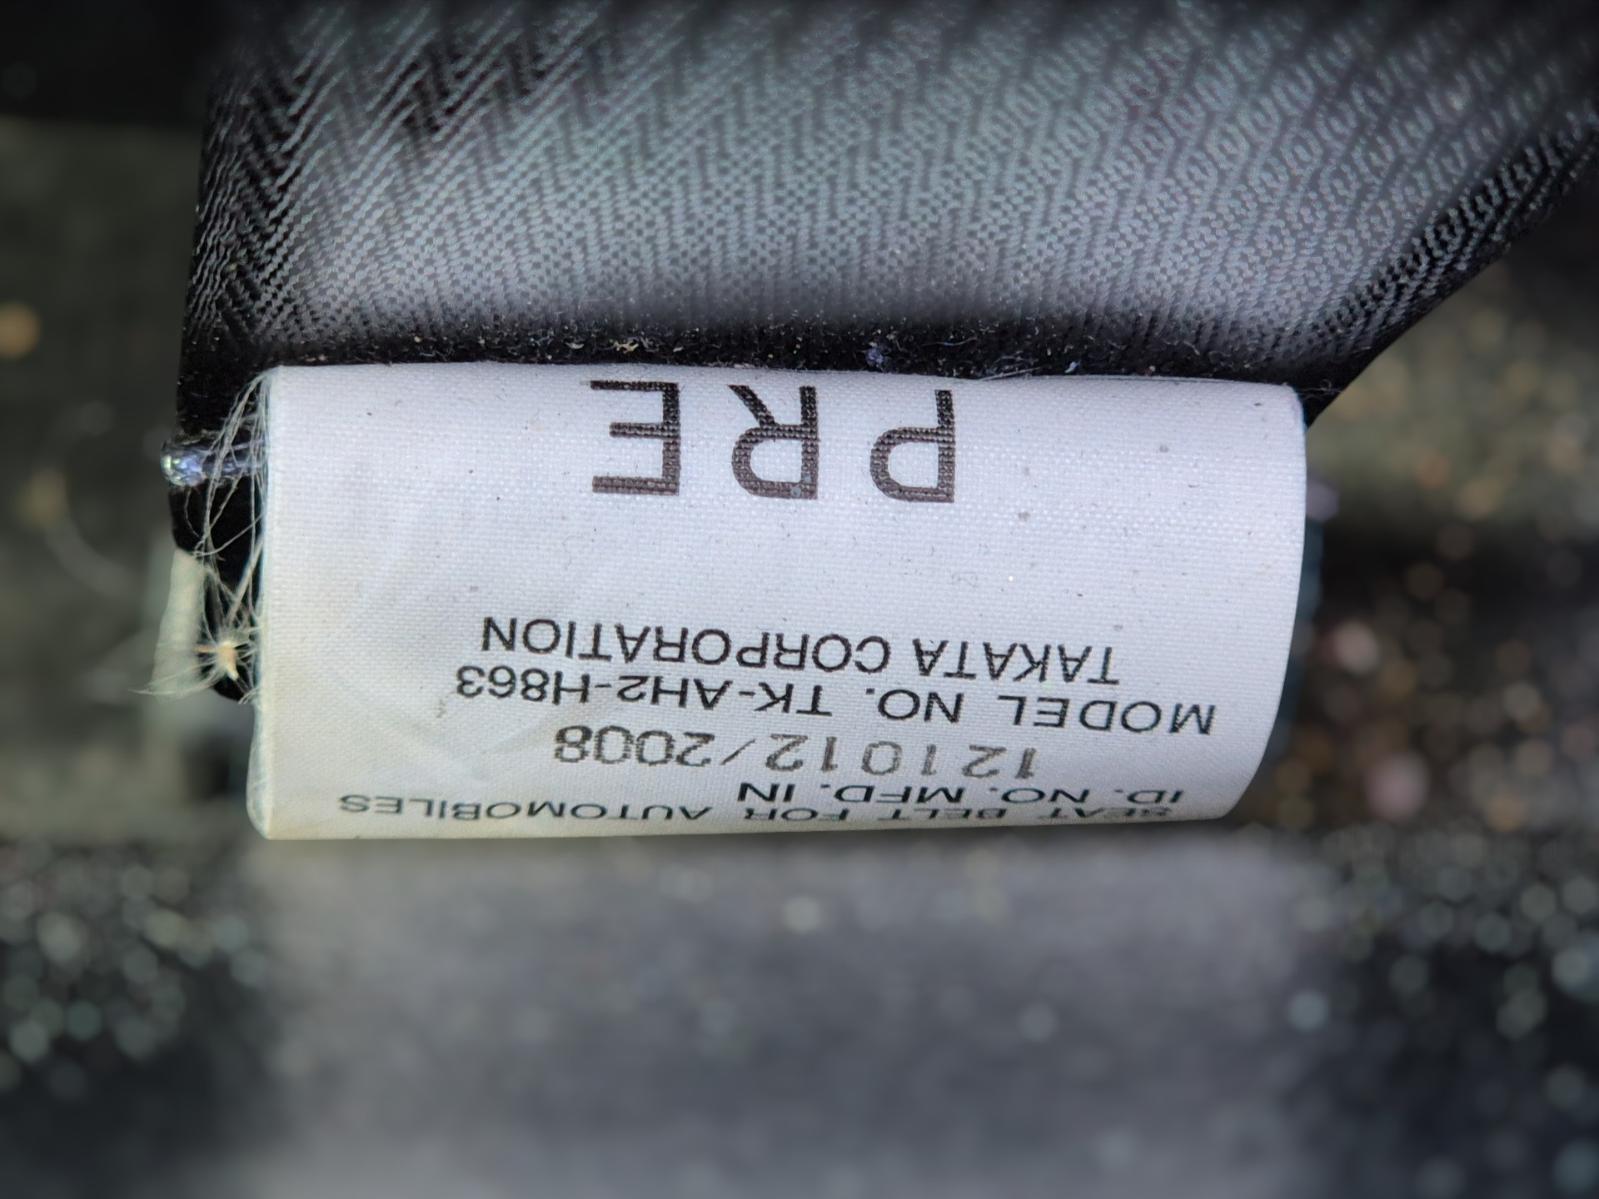 SEAT BELT FOR AUTOMOBILES
ID. NO. MFD. IN
121012/2008
MODEL NO. TK-AH2-H863
TAKATA CORPORATION
PRE